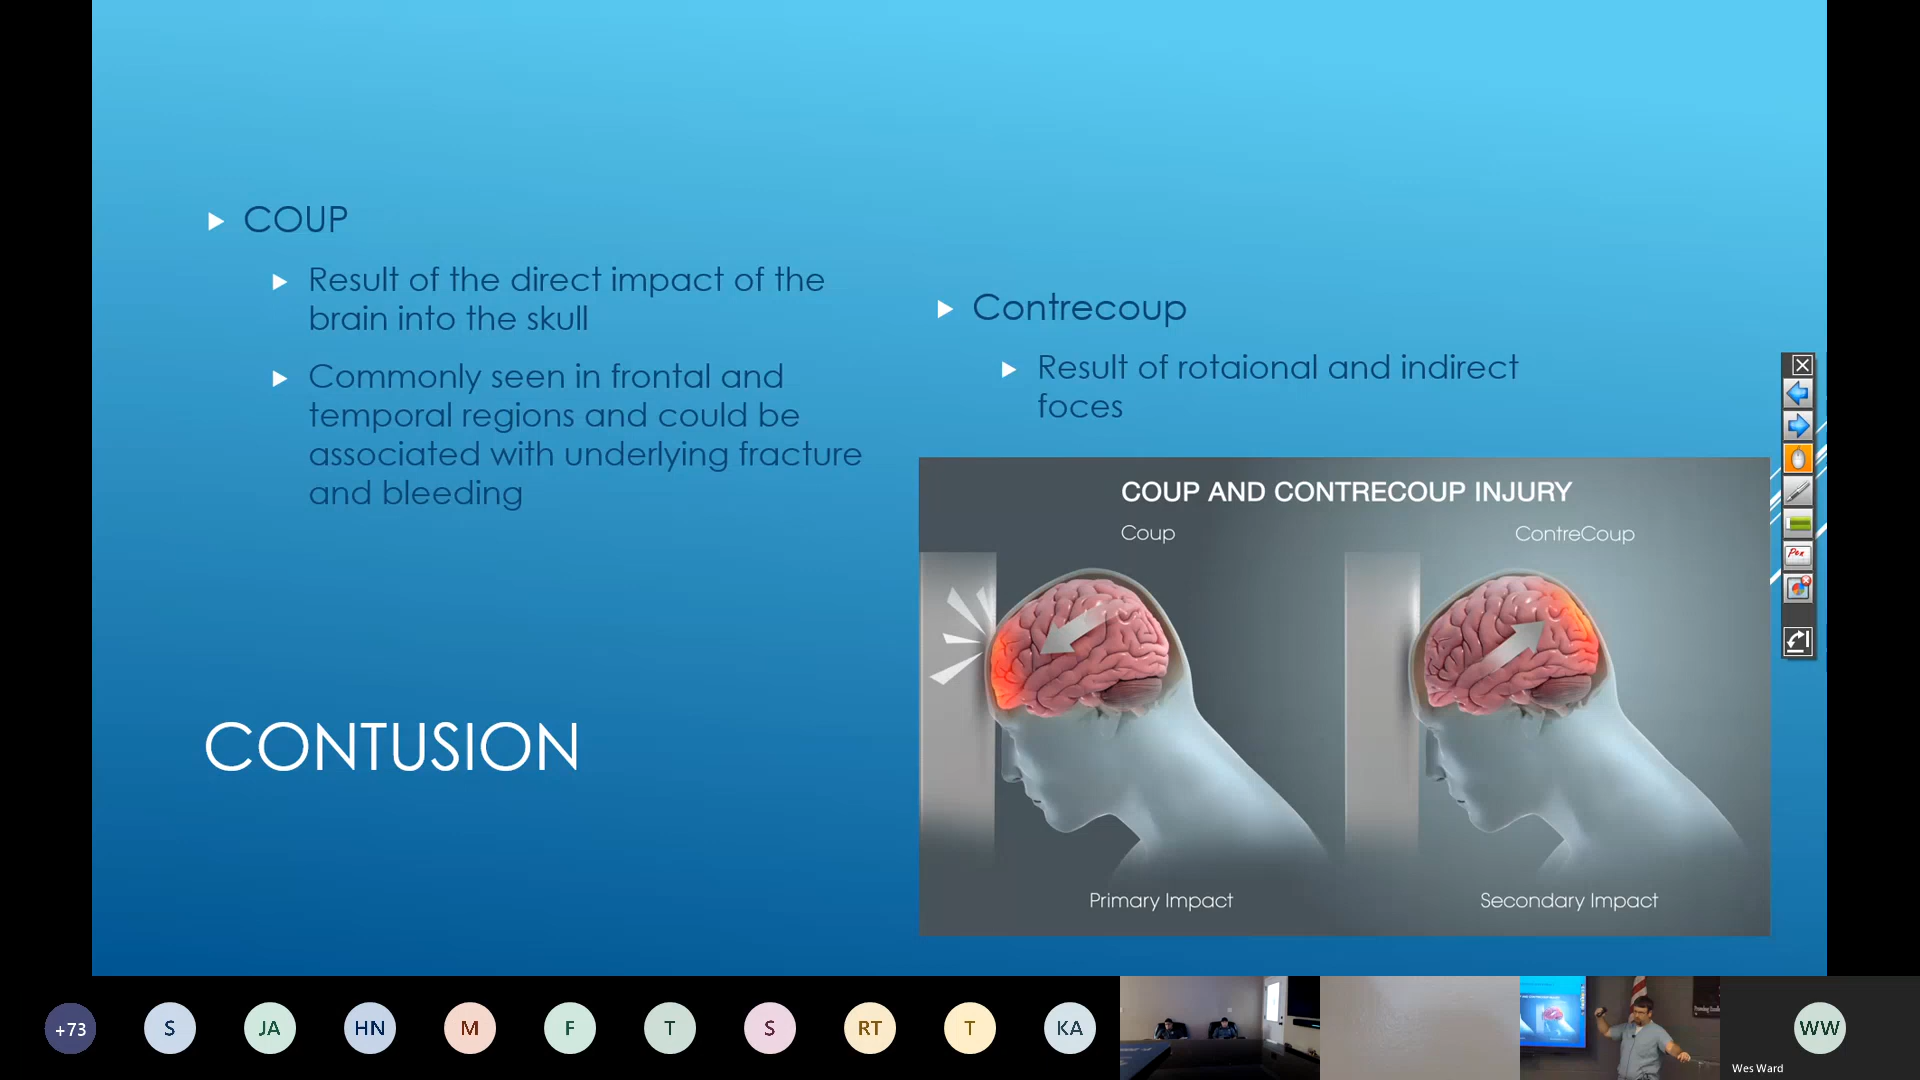 COUP
Result of the direct impact of the
brain into the skull
Commonly seen in frontal and
temporal regions and could be
associated with underlying fracture
and bleeding
Contrecoup
Result of rotaional and indirect
foces
COUP AND CONTRECOUP INJURY
Coup
ContreCoup
Primary Impact
Secondary Impact
CONTUSION
Pen
+73
S
JA
HN
M
F
T
S
RT
T
KA
WW
Wes Ward